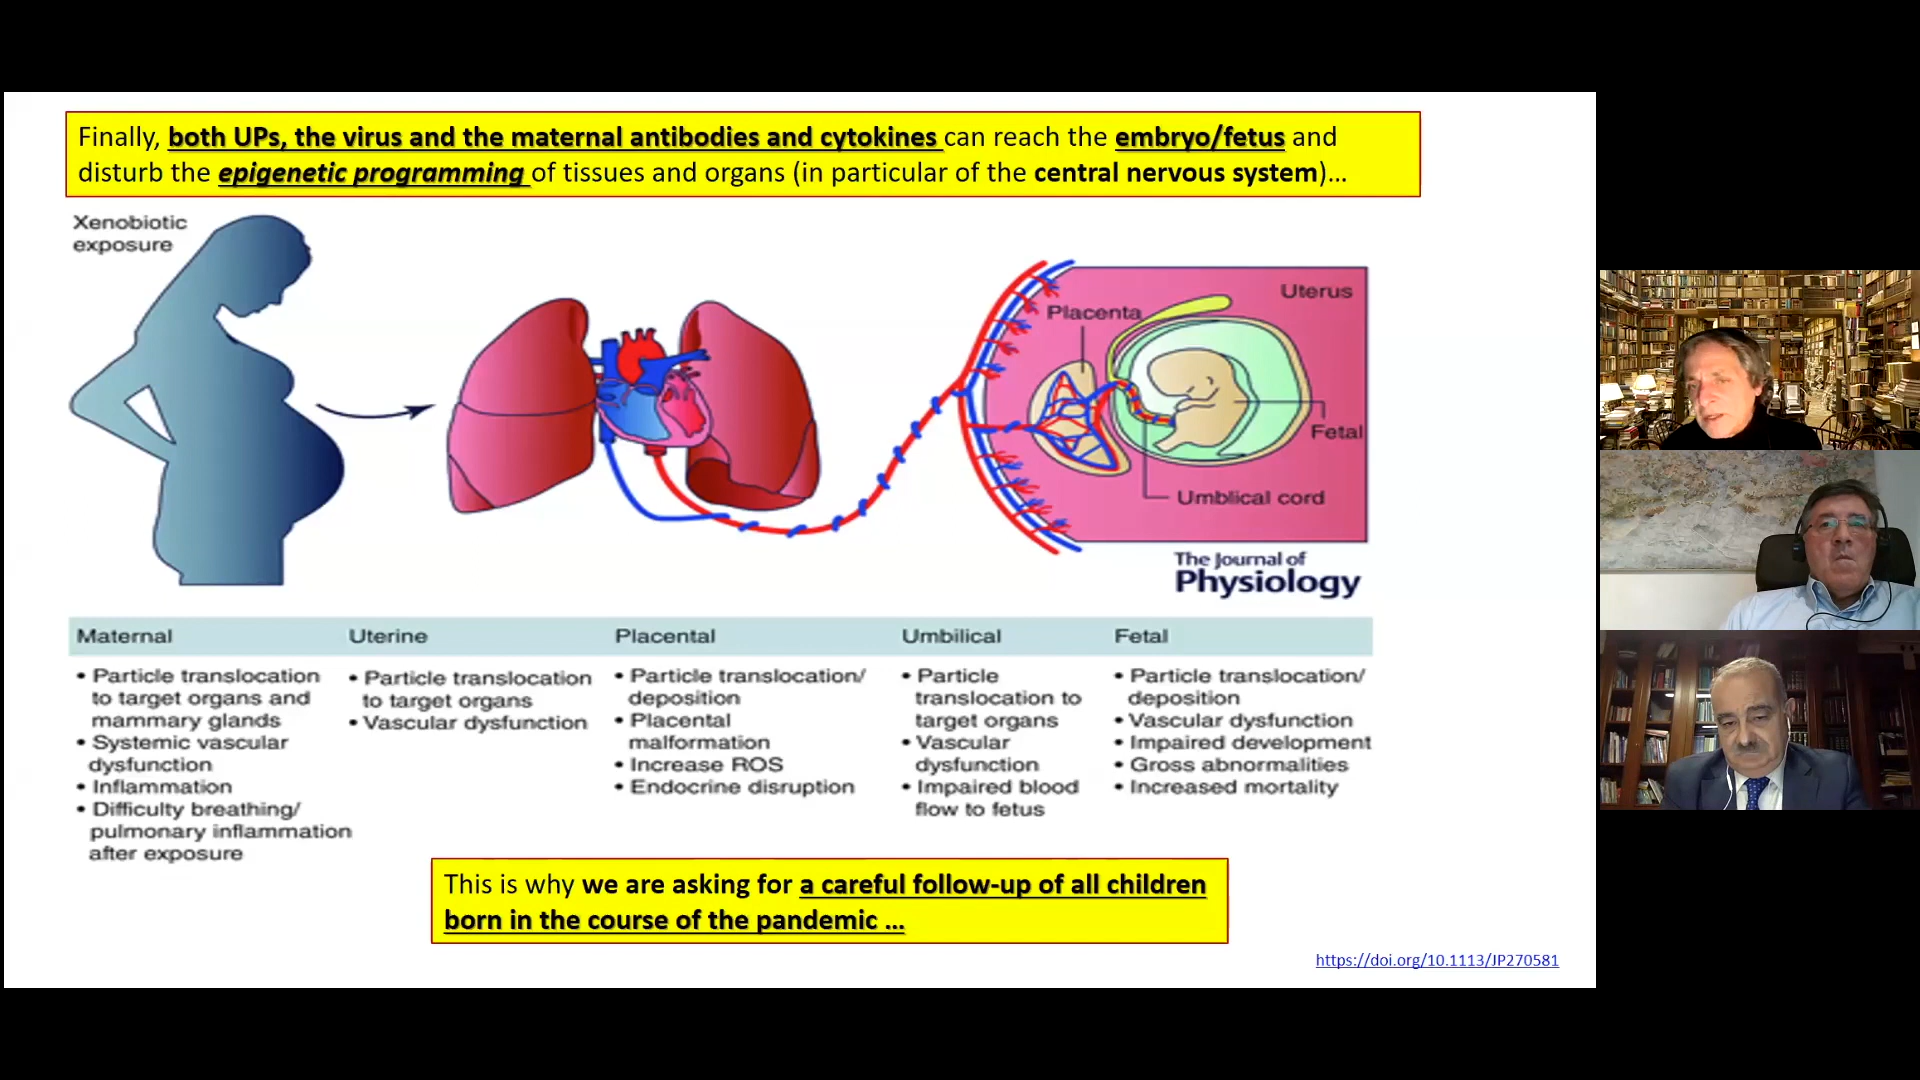 Finally, both UPs, the virus and the maternal antibodies and cytokines can reach the embryo/fetus and
disturb the epigenetic programming of tissues and organs (in particular of the central nervous system)...
Xenobiotic
exposure
Placenta
Uterus
Fetal
Umblical cord
The Journal of
Physiology
Maternal
• Particle translocation
to target organs and
mammary glands
• Systemic vascular
dysfunction
• Inflammation
• Difficulty breathing/
pulmonary inflammation
after exposure
Uterine
• Particle translocation
to target organs
• Vascular dysfunction
Placental
• Particle translocation/
deposition
• Placental
malformation
• Increase ROS
• Endocrine disruption
Umbilical
• Particle
translocation to
target organs
• Vascular
dysfunction
• Impaired blood
flow to fetus
Fetal
• Particle translocation/
deposition
• Vascular dysfunction
• Impaired development
• Gross abnormalities
• Increased mortality
This is why we are asking for a careful follow-up of all children
born in the course of the pandemic ...
https://doi.org/10.1113/JP270581